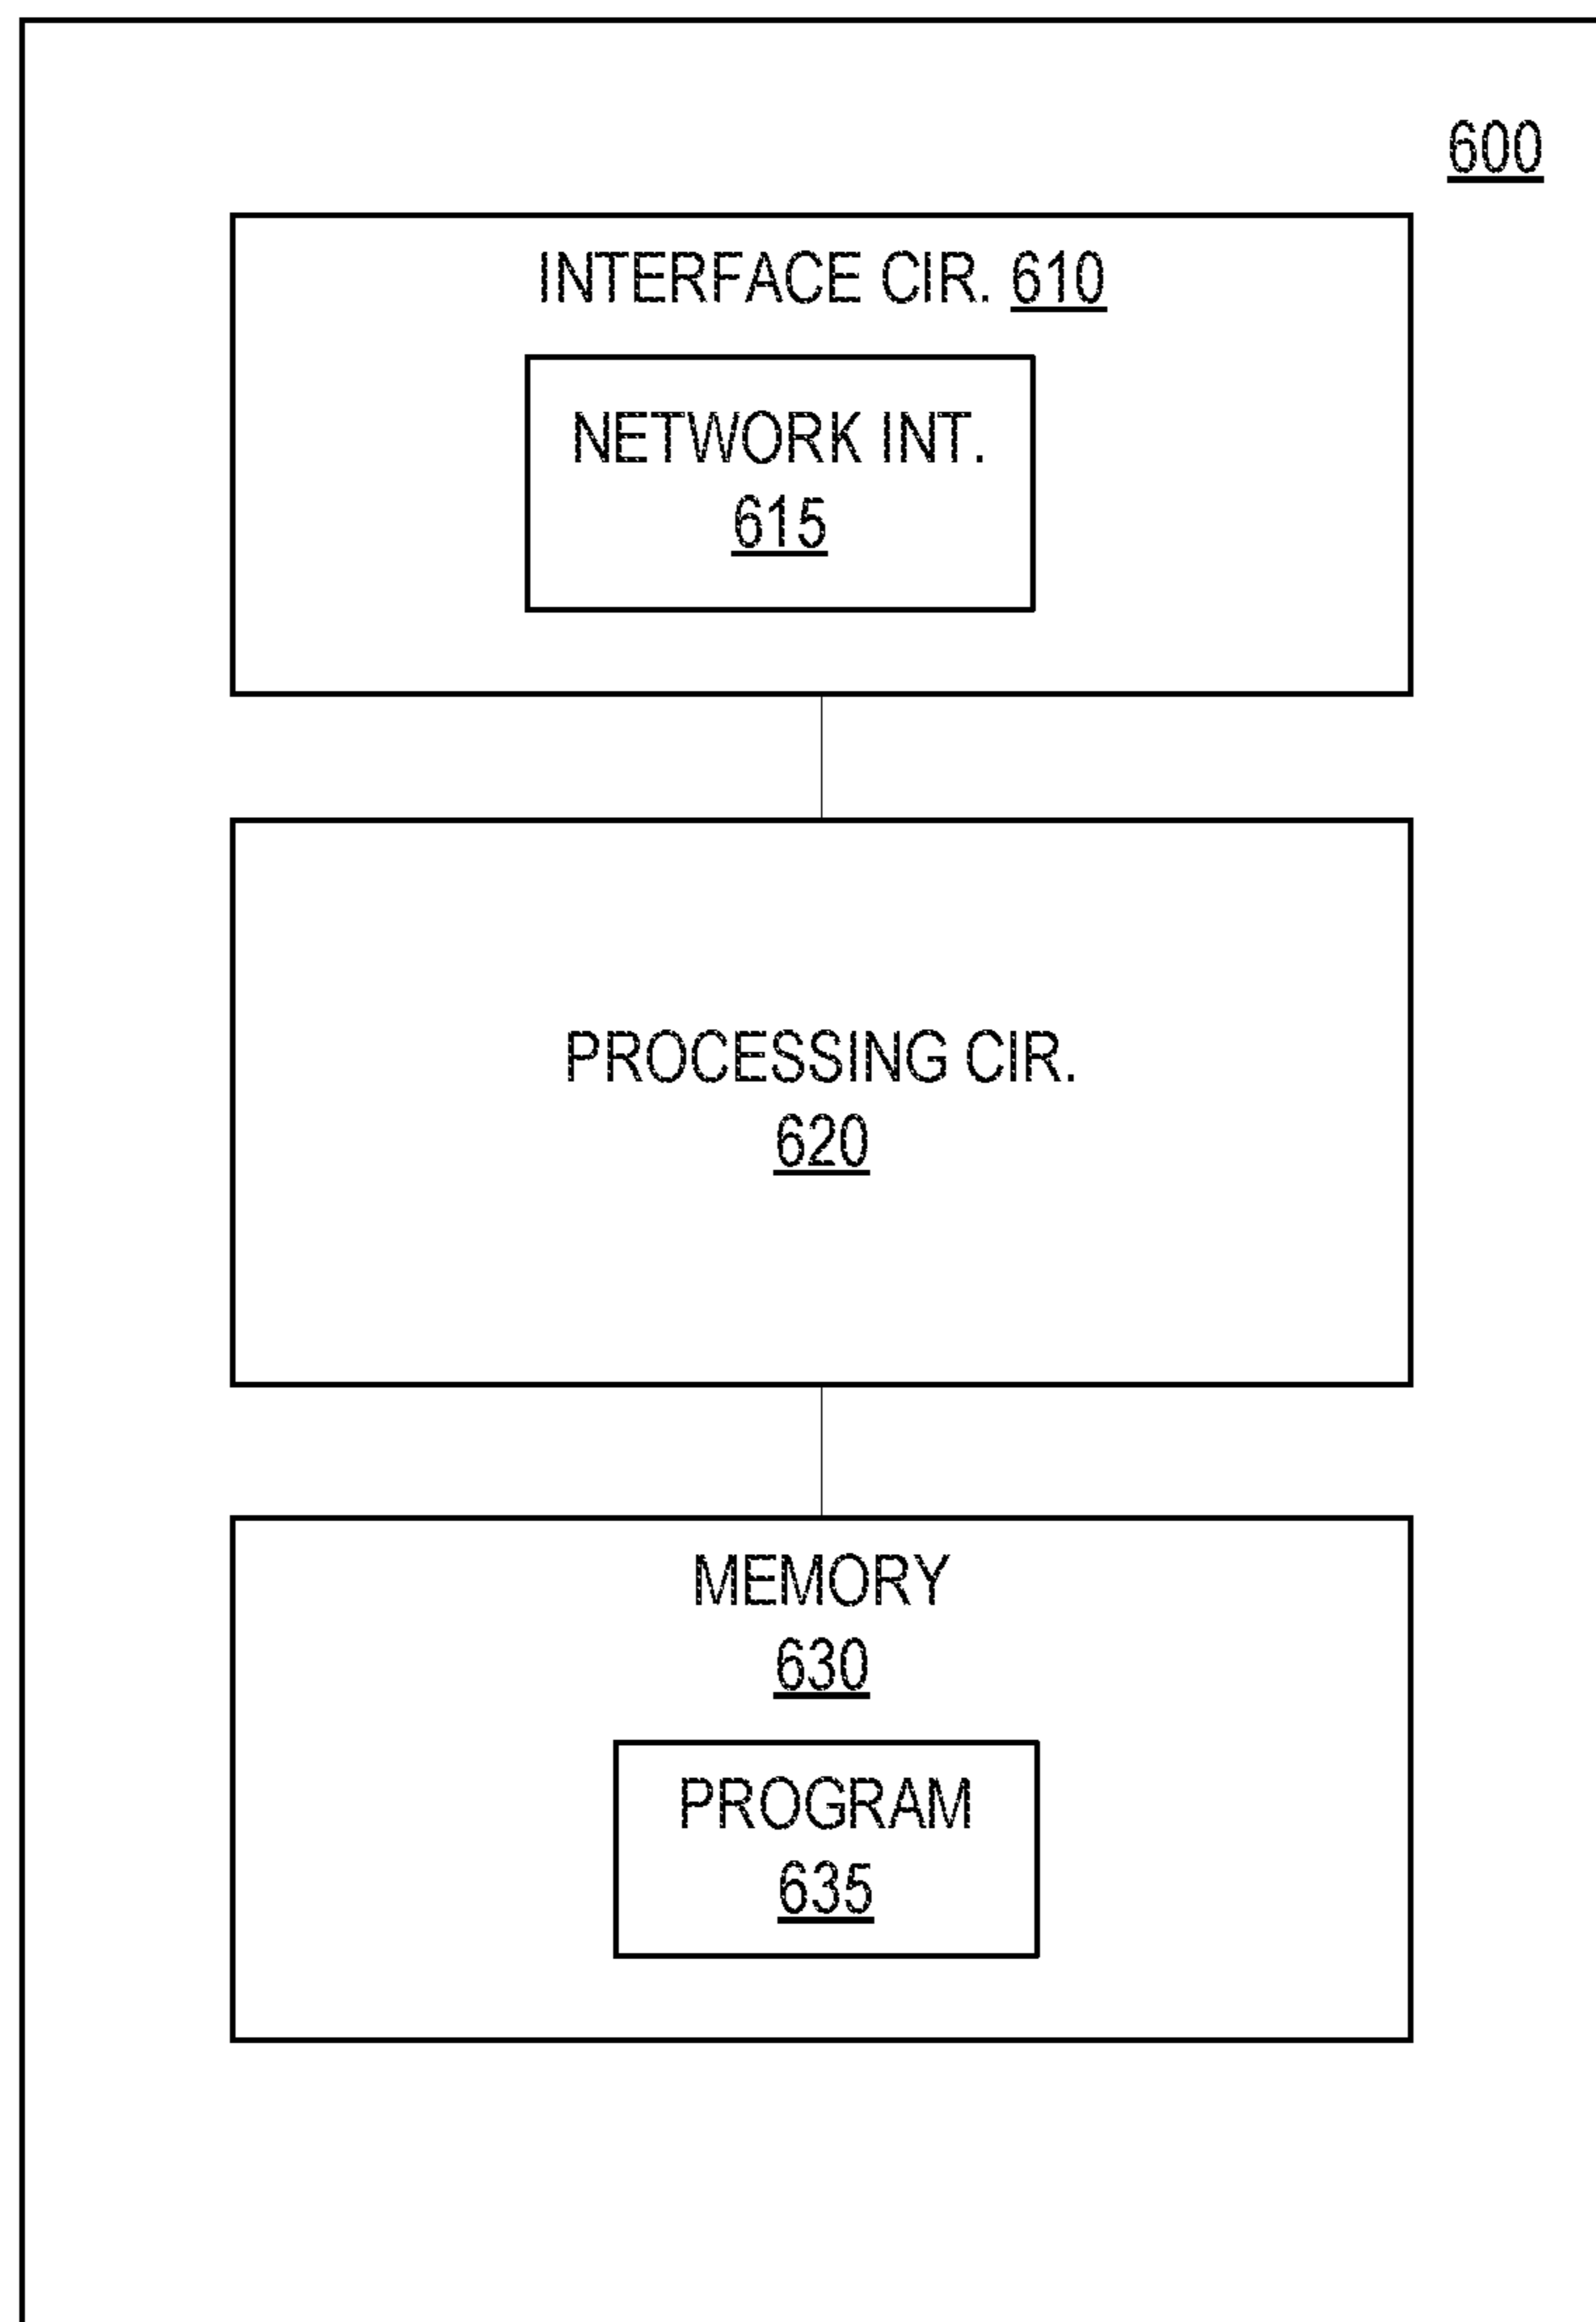 600
INTERFACE CIR. 610
NETWORK INT.
615
PROCESSING CIR.
620
MEMORY
630
PROGRAM
635